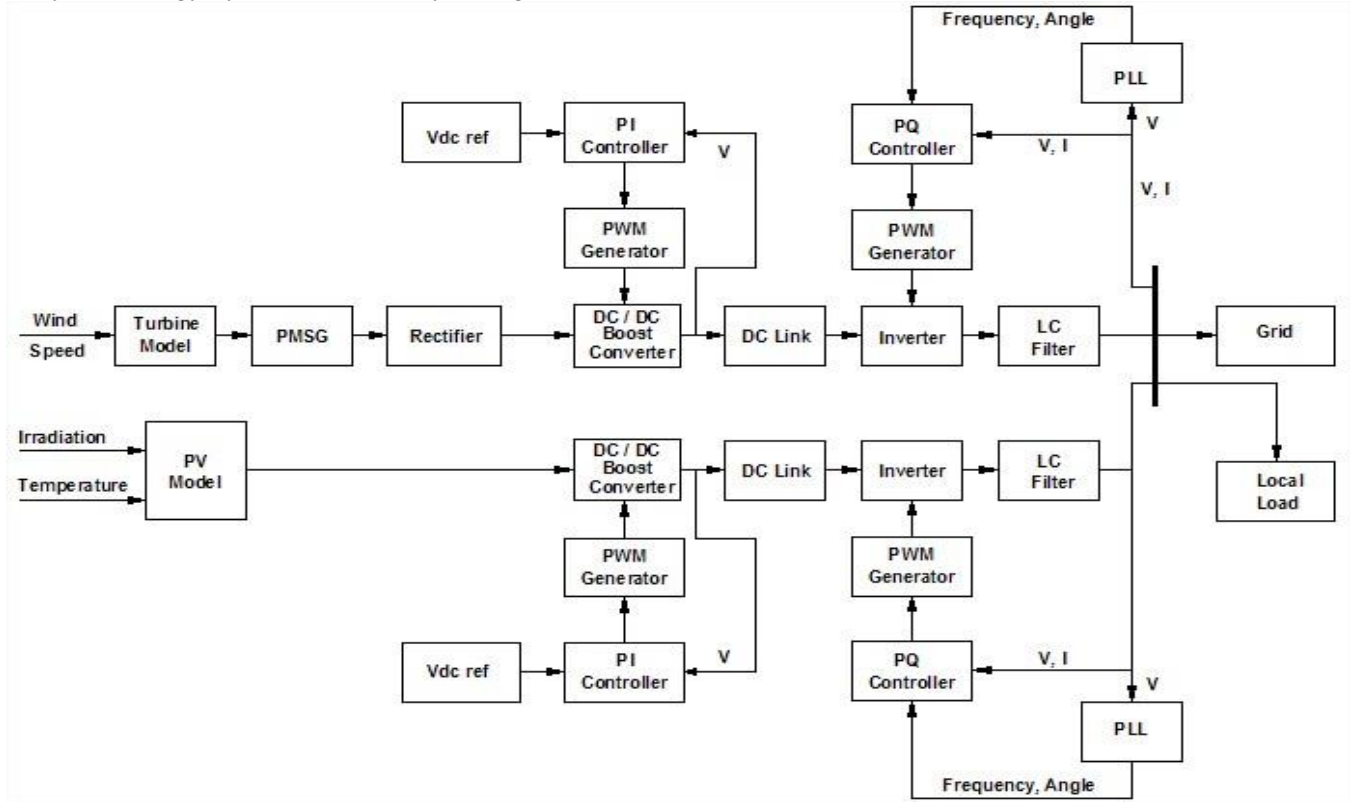 Frequency, Angle
PLL
Vdc ref
PI
Controller
V
PQ
Controller
V, I
V
V, I
PWM
Generator
PWM
Generator
Wind
Speed
Turbine
Model
PMSG
Rectifier
DC / DC
Boost
Converter
DC Link
Inverter
LC
Filter
Grid
Irradiation
Temperature
PV
Model
DC / DC
Boost
Converter
DC Link
Inverter
LC
Filter
Local
Load
PWM
Generator
PWM
Generator
Vdc ref
PI
Controller
V
PQ
Controller
V, I
V
PLL
Frequency, Angle